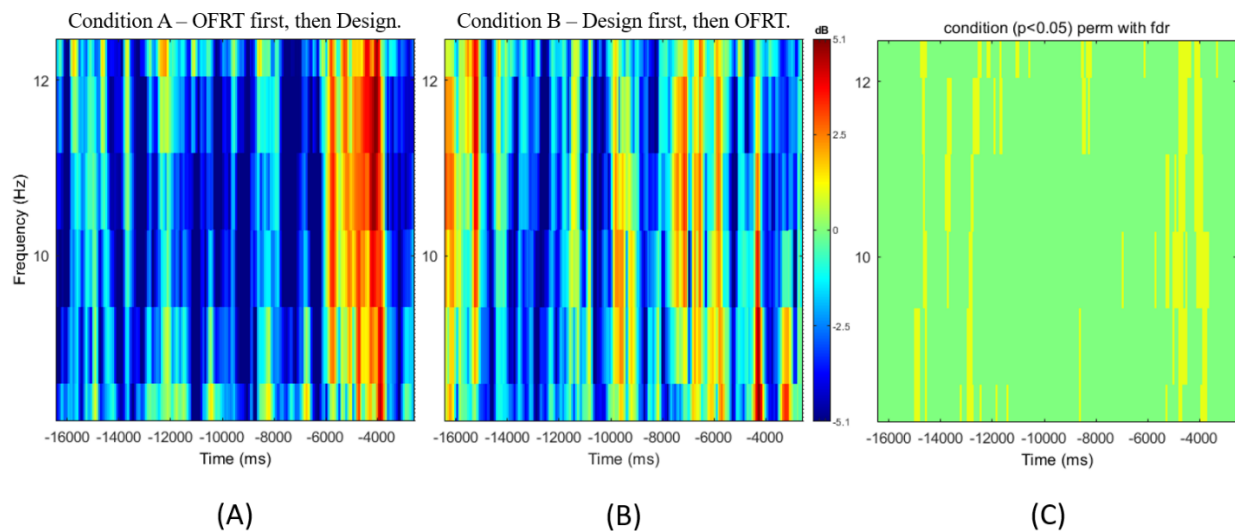 Condition A – OFRT first, then Design.
Condition B – Design first, then OFRT.
condition (p<0.05) perm with fdr
dB
5.1
2.5
-2.5
-5.1
Frequency (Hz)
12
10
-16000 -14000 -12000 -10000 -8000 -6000 -4000
Time (ms)
12
10
-16000 -14000 -12000 -10000 -8000 -6000 -4000
Time (ms)
12
10
-16000 -14000 -12000 -10000 -8000 -6000 -4000
Time (ms)
(A)
(B)
(C)